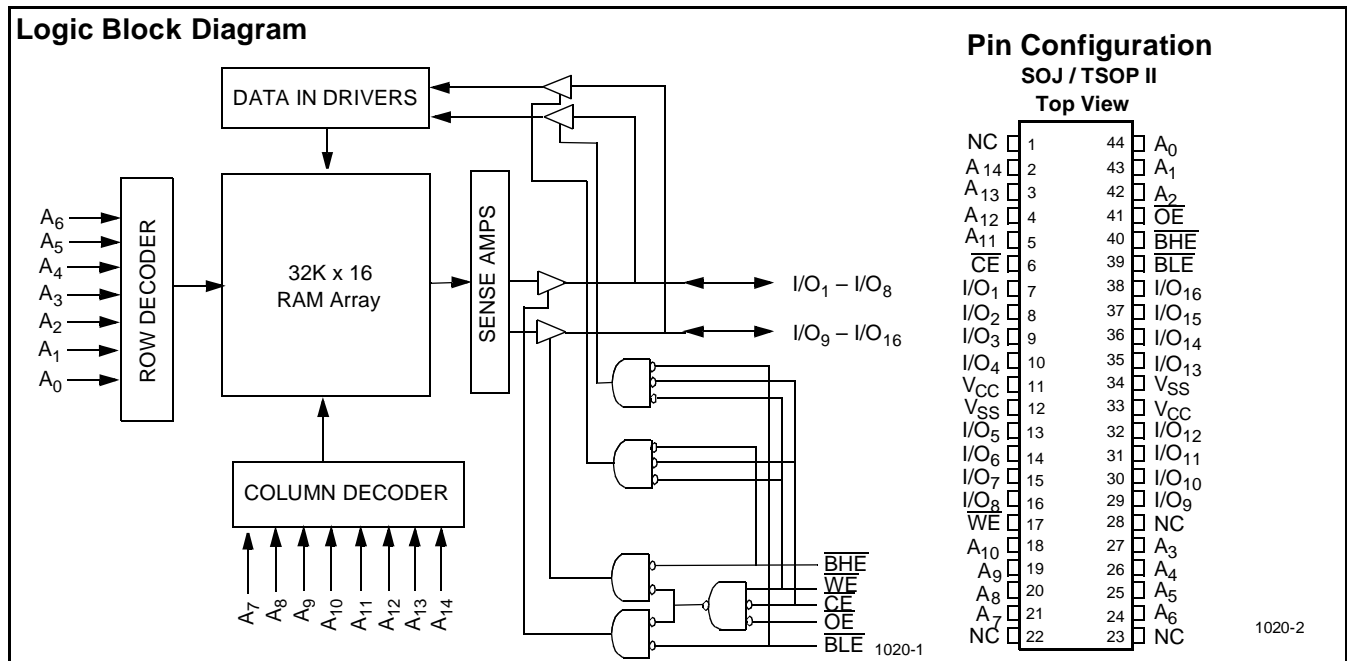 Logic Block Diagram
DATA IN DRIVERS
ROW DECODER
A6
A5
A4
A3
A2
A1
A0
32K x 16
RAM Array
SENSE AMPS
I/O1 – I/O8
I/O9 – I/O16
COLUMN DECODER
A7
A8
A9
A10
A11
A12
A13
A14
BHE
WE
CE
OE
BLE
1020-1
Pin Configuration
SOJ / TSOP II
Top View
NC 1 44 A0
A14 2 43 A1
A13 3 42 A2
A12 4 41 OE
A11 5 40 BHE
CE 6 39 BLE
I/O1 7 38 I/O16
I/O2 8 37 I/O15
I/O3 9 36 I/O14
I/O4 10 35 I/O13
VCC 11 34 VSS
VSS 12 33 VCC
I/O5 13 32 I/O12
I/O6 14 31 I/O11
I/O7 15 30 I/O10
I/O8 16 29 I/O9
WE 17 28 NC
A10 18 27 A3
A9 19 26 A4
A8 20 25 A5
A7 21 24 A6
NC 22 23 NC
1020-2